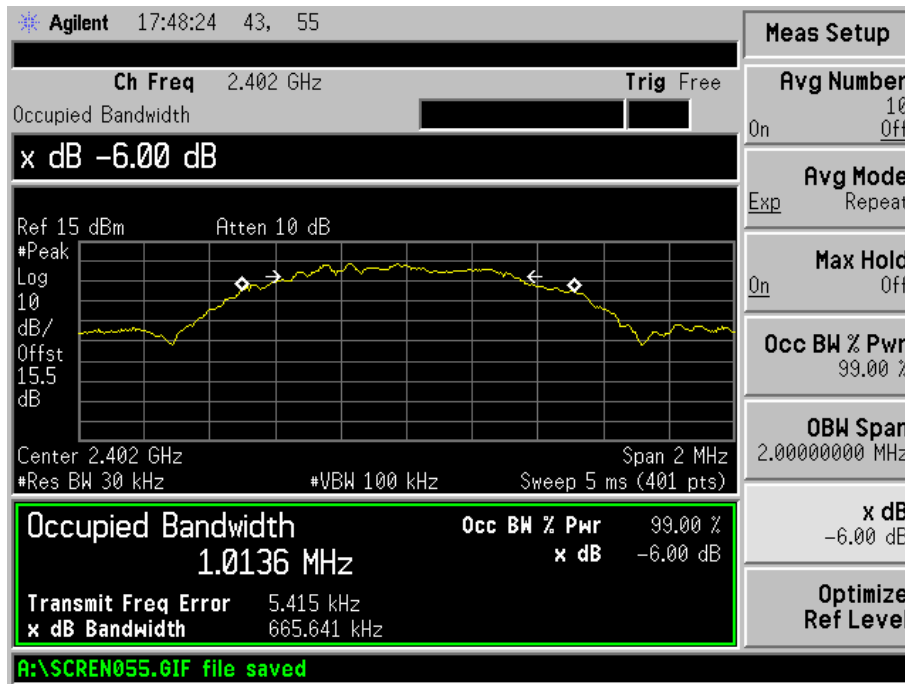 Agilent 17:48:24 43, 55
Ch Freq 2.402 GHz Trig Free
Occupied Bandwidth
x dB -6.00 dB
Ref 15 dBm Atten 10 dB
#Peak
Log
10
dB/
Offst
15.5
dB
Center 2.402 GHz Span 2 MHz
#Res BW 30 kHz #VBW 100 kHz Sweep 5 ms (401 pts)
Occupied Bandwidth
1.0136 MHz
Occ BW % Pwr 99.00 %
x dB -6.00 dB
Transmit Freq Error 5.415 kHz
x dB Bandwidth 665.641 kHz
A:\SCREN055.GIF file saved
Meas Setup
Avg Number
10
On Off
Avg Mode
Exp Repeat
Max Hold
On Off
Occ BW % Pwr
99.00 %
OBW Span
2.00000000 MHz
x dB
-6.00 dB
Optimize
Ref Level